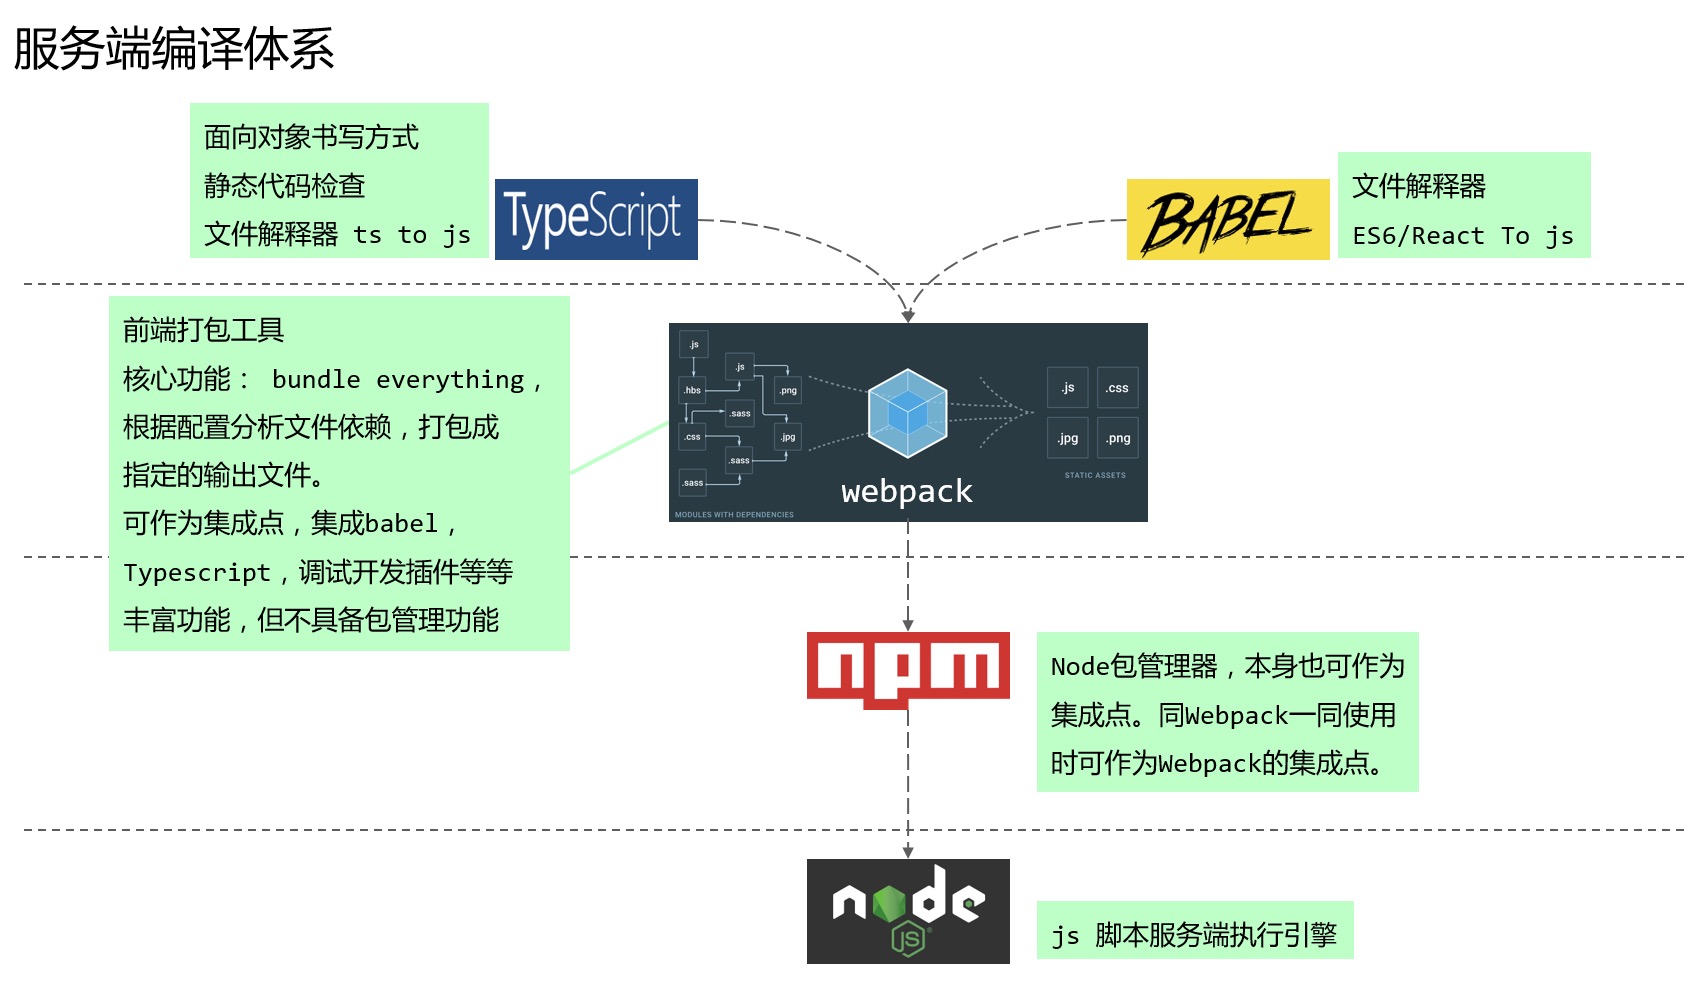 服务端编译体系
面向对象书写方式
静态代码检查
文件解释器 ts to js
TypeScript
BABEL
文件解释器
ES6/React To js
前端打包工具
核心功能： bundle everything，
根据配置分析文件依赖，打包成
指定的输出文件。
可作为集成点，集成babel，
Typescript，调试开发插件等等
丰富功能，但不具备包管理功能
.js
.js
.hbs
.png
.sass
.css
.jpg
.sass
.sass
MODULES WITH DEPENDENCIES
webpack
.js
.css
.jpg
.png
STATIC ASSETS
npm
Node包管理器，本身也可作为
集成点。同Webpack一同使用
时可作为Webpack的集成点。
node
JS®
js 脚本服务端执行引擎